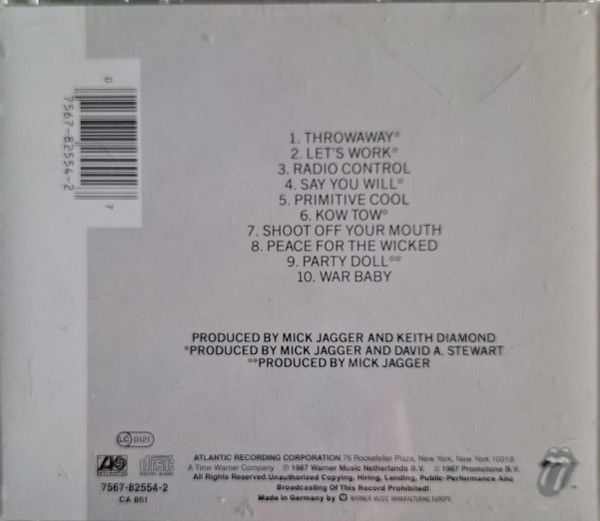 0
7567-82554-2
7
1. THROWAWAY*
2. LET'S WORK*
3. RADIO CONTROL
4. SAY YOU WILL*
5. PRIMITIVE COOL
6. KOW TOW*
7. SHOOT OFF YOUR MOUTH
8. PEACE FOR THE WICKED
9. PARTY DOLL**
10. WAR BABY
PRODUCED BY MICK JAGGER AND KEITH DIAMOND
*PRODUCED BY MICK JAGGER AND DAVID A. STEWART
**PRODUCED BY MICK JAGGER
LC 0121
ATLANTIC
COMPACT disc DIGITAL AUDIO
7567-82554-2
CA 851
ATLANTIC RECORDING CORPORATION 75 Rockefeller Plaza, New York, New York 10019.
A Time Warner Company ℗ 1987 Warner Music Netherlands B.V. © 1987 Promotone B.V.
All Rights Reserved. Unauthorized Copying, Hiring, Lending, Public Performance And
Broadcasting Of This Record Prohibited!
Made in Germany by WARNER MUSIC MANUFACTURING EUROPE.